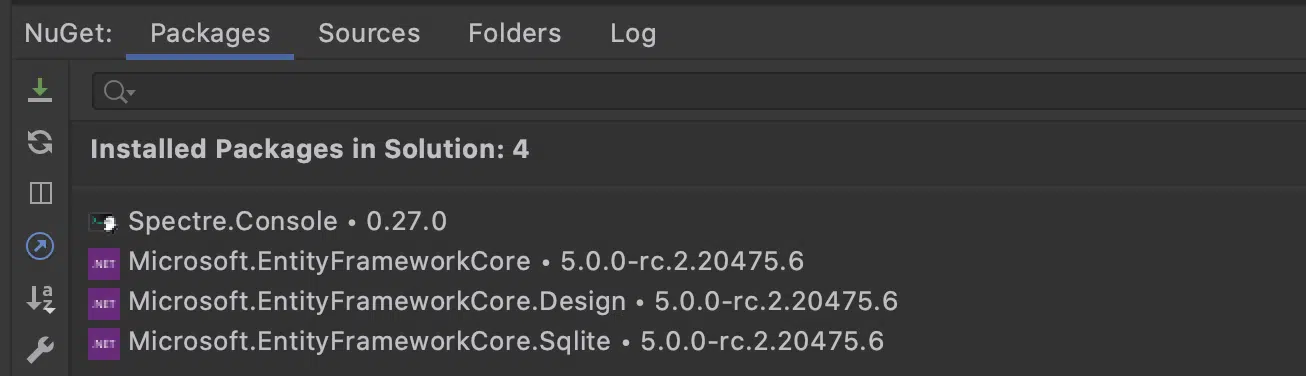 NuGet: Packages Sources Folders Log
Installed Packages in Solution: 4
Spectre.Console • 0.27.0
.NET Microsoft.EntityFrameworkCore • 5.0.0-rc.2.20475.6
.NET Microsoft.EntityFrameworkCore.Design • 5.0.0-rc.2.20475.6
.NET Microsoft.EntityFrameworkCore.Sqlite • 5.0.0-rc.2.20475.6